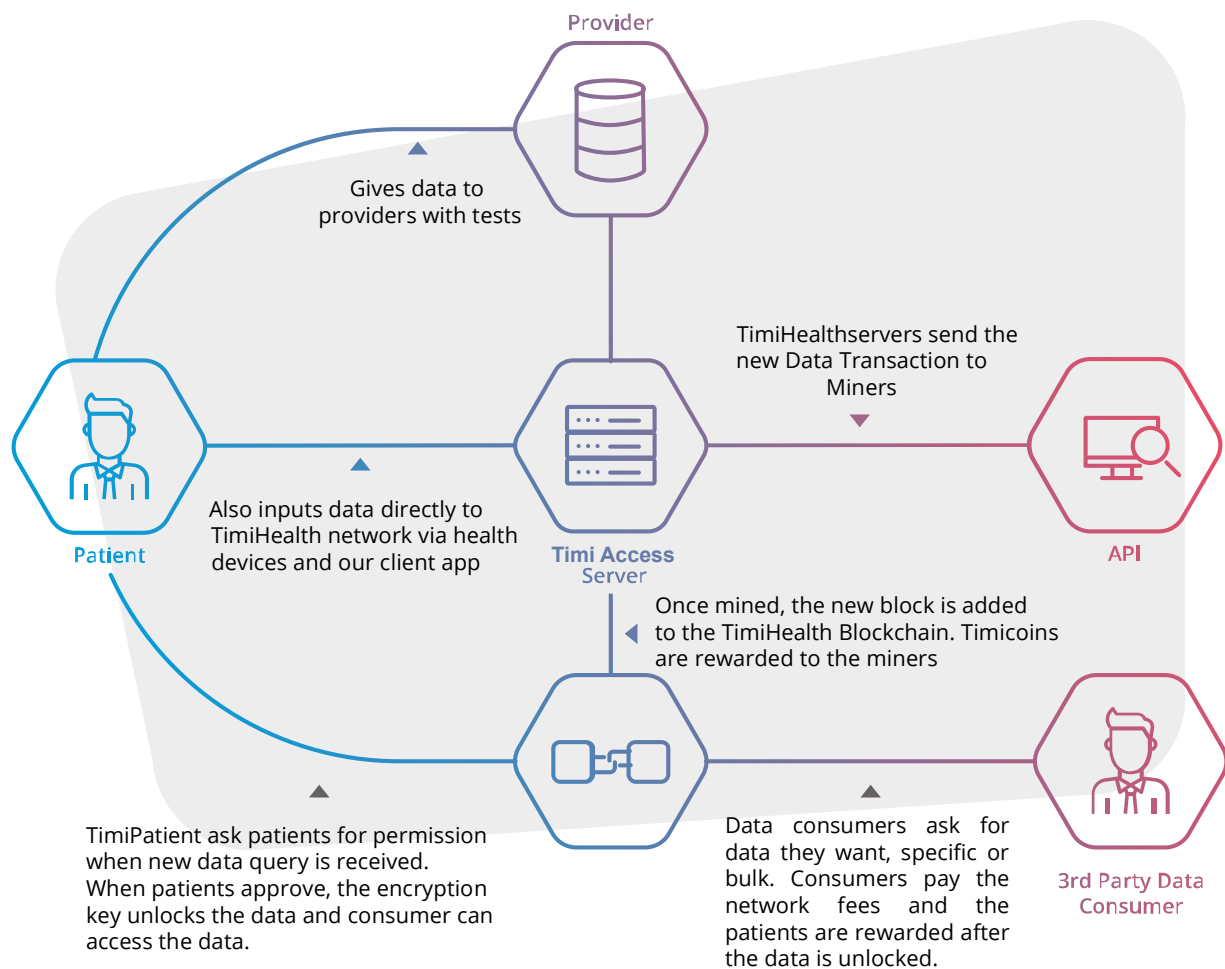 Provider
Gives data to
providers with tests
TimiHealthservers send the
new Data Transaction to
Miners
Patient
Also inputs data directly to
TimiHealth network via health
devices and our client app
Timi Access
Server
API
Once mined, the new block is added
to the TimiHealth Blockchain. Timicoins
are rewarded to the miners
TimiPatient ask patients for permission
when new data query is received.
When patients approve, the encryption
key unlocks the data and consumer can
access the data.
Data consumers ask for
data they want, specific or
bulk. Consumers pay the
network fees and the
patients are rewarded after
the data is unlocked.
3rd Party Data
Consumer